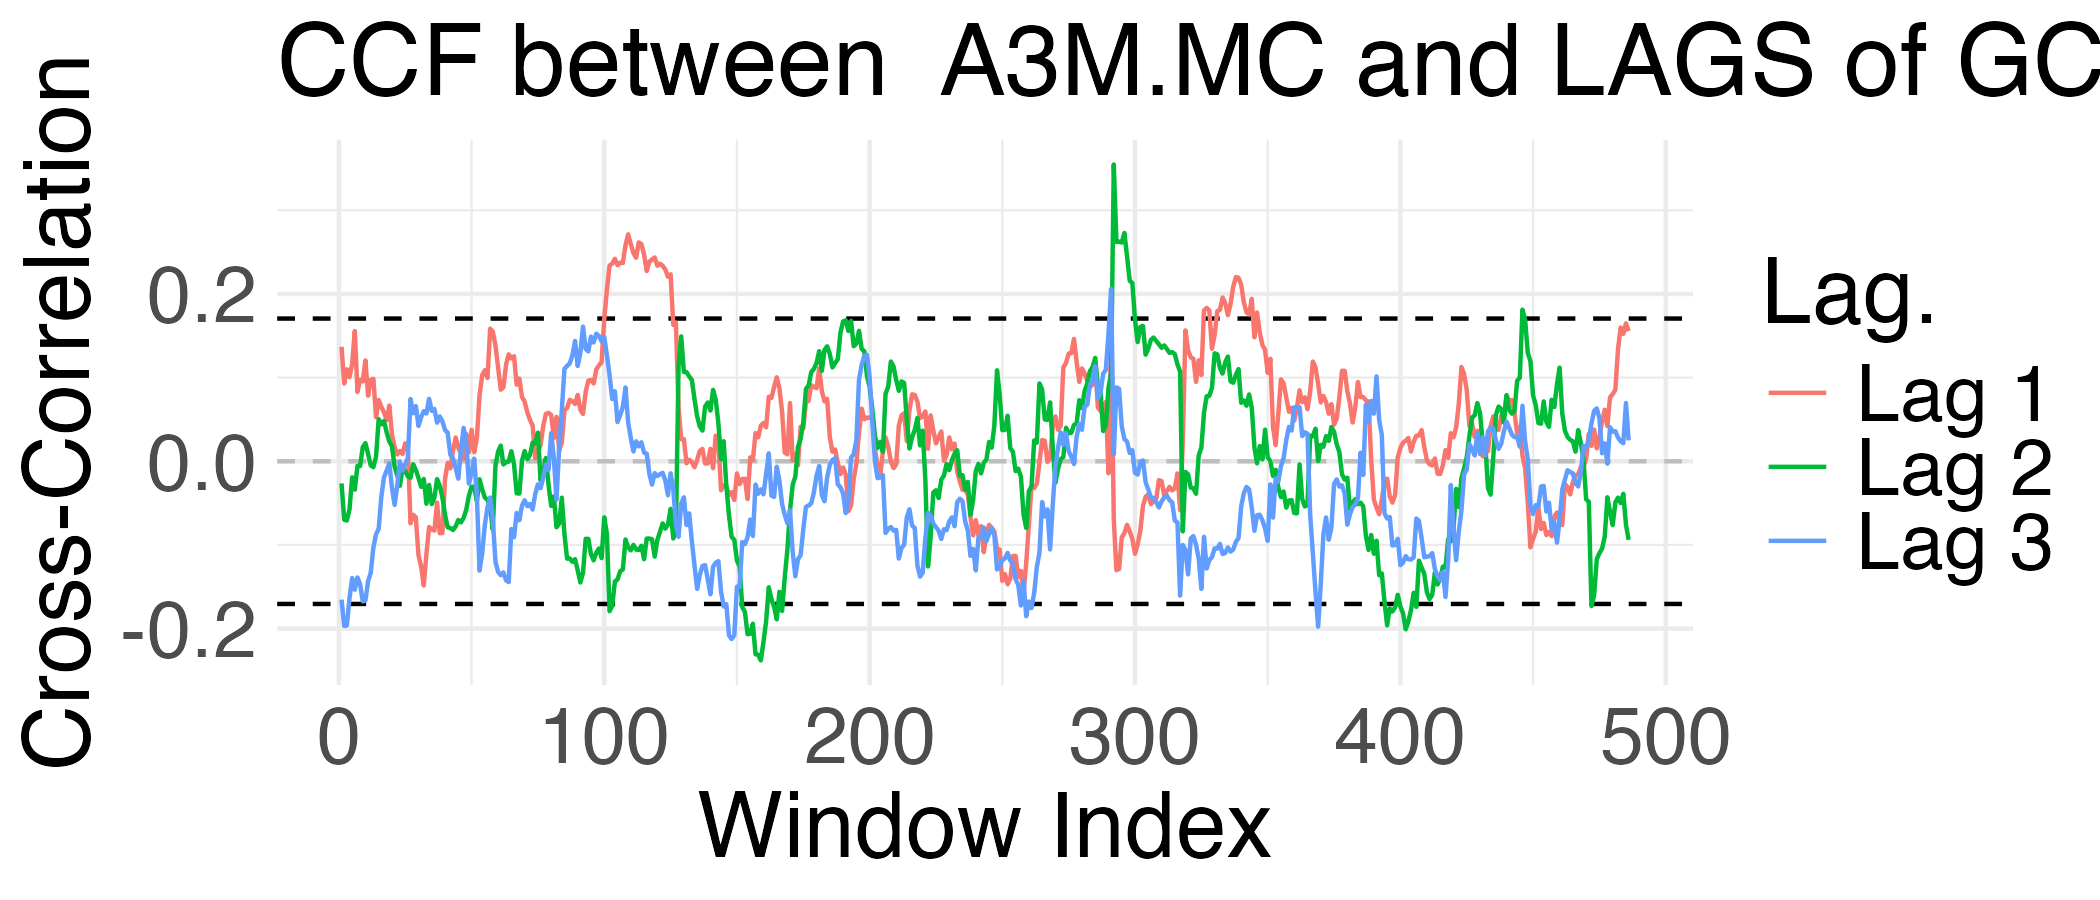 CCF between  A3M.MC and LAGS of GC
Cross-Correlation
0.2
0.0
-0.2
0 100 200 300 400 500
Window Index
Lag.
Lag 1
Lag 2
Lag 3